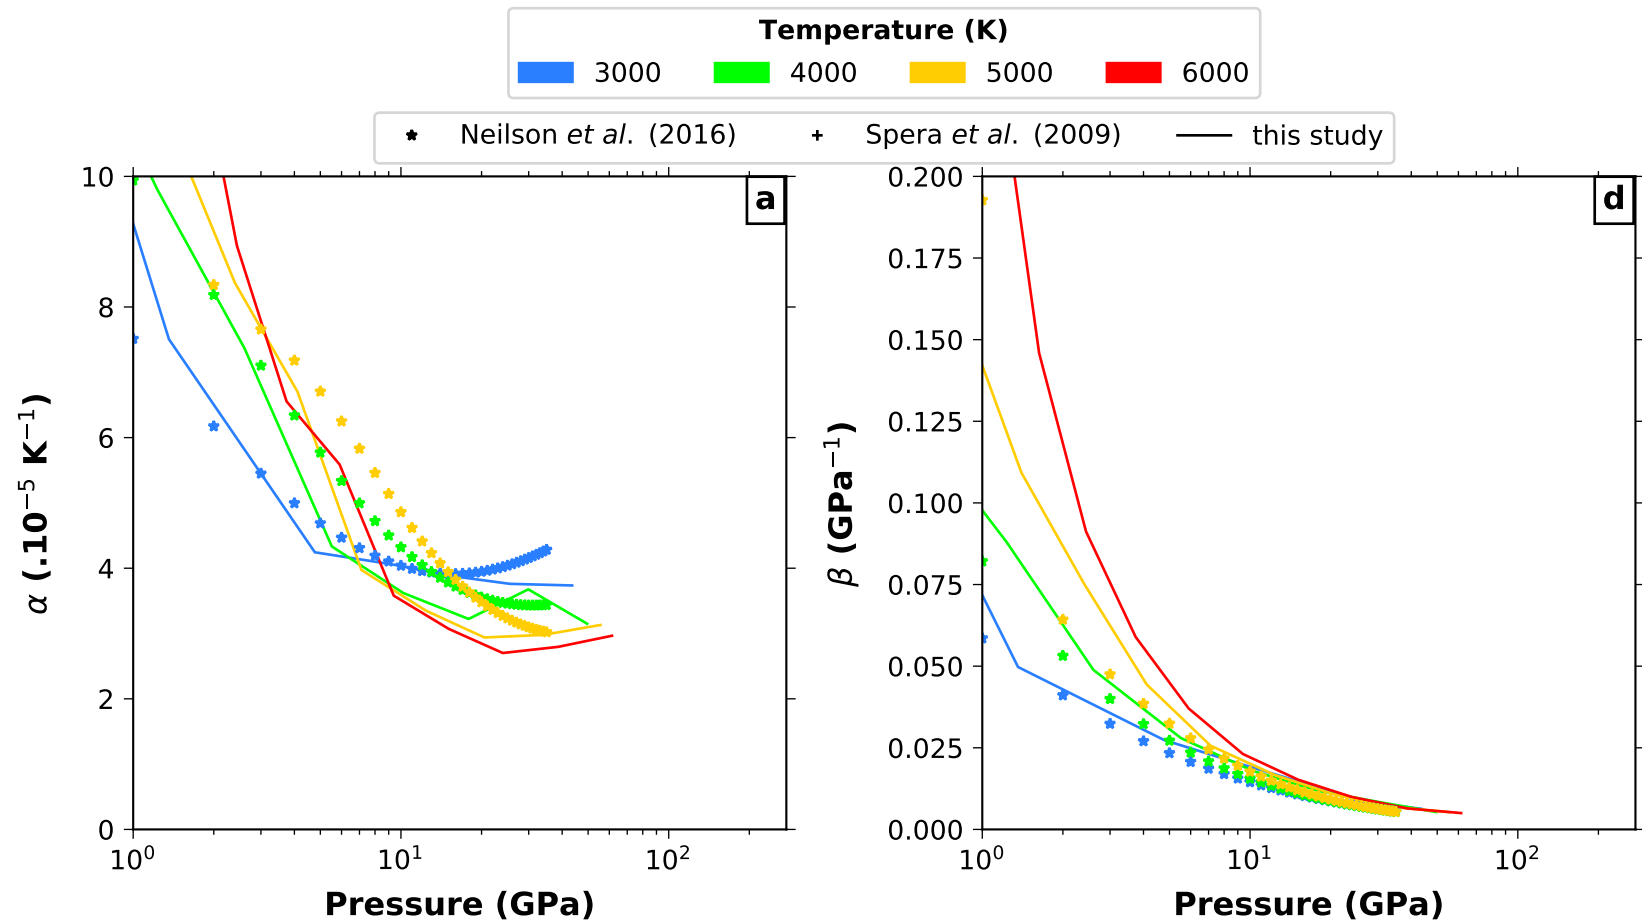 Temperature (K)
3000 4000 5000 6000
Neilson et al. (2016) Spera et al. (2009) this study
a
10
8
6
4
2
0
α (.10⁻⁵ K⁻¹)
10⁰ 10¹ 10²
Pressure (GPa)
d
0.200
0.175
0.150
0.125
0.100
0.075
0.050
0.025
0.000
β (GPa⁻¹)
10⁰ 10¹ 10²
Pressure (GPa)